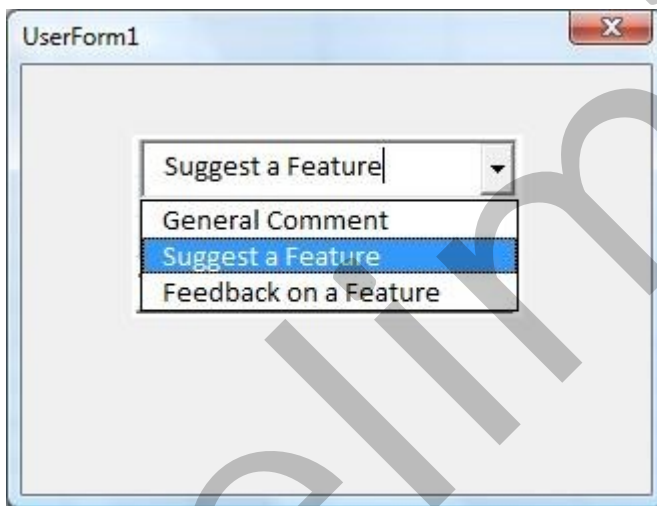 UserForm1
Suggest a Feature
General Comment
Suggest a Feature
Feedback on a Feature